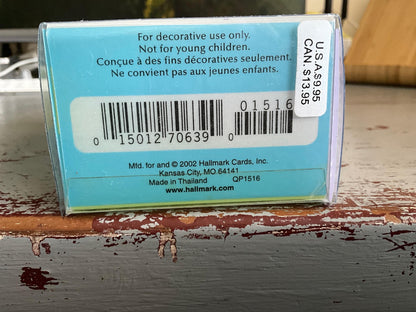 For decorative use only.
Not for young children.
Conçue à des fins décoratives seulement.
Ne convient pas aux jeunes enfants.
U.S.A.$9.95
CAN. $13.95
01516
0 15012 70639
Mfd. for and © 2002 Hallmark Cards, Inc.
Kansas City, MO 64141
Made in Thailand QP1516
www.hallmark.com